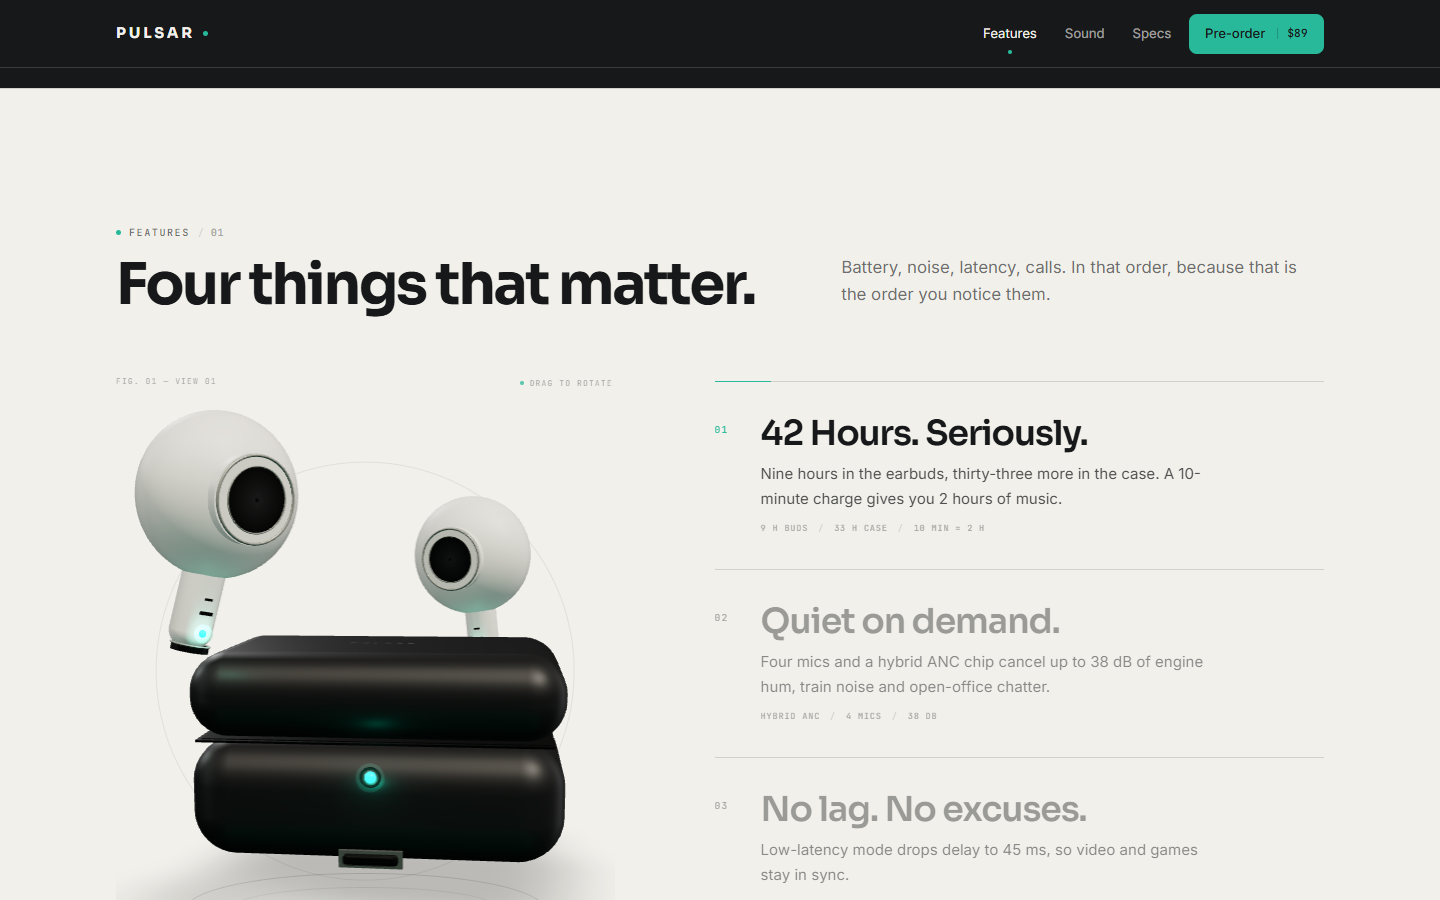 PULSAR
Features
Sound
Specs
Pre-order | $89
FEATURES / 01
Four things that matter.
Battery, noise, latency, calls. In that order, because that is
the order you notice them.
FIG. 01 — VIEW 01
DRAG TO ROTATE
01
42 Hours. Seriously.
Nine hours in the earbuds, thirty-three more in the case. A 10-
minute charge gives you 2 hours of music.
9 H BUDS / 33 H CASE / 10 MIN = 2 H
02
Quiet on demand.
Four mics and a hybrid ANC chip cancel up to 38 dB of engine
hum, train noise and open-office chatter.
HYBRID ANC / 4 MICS / 38 DB
03
No lag. No excuses.
Low-latency mode drops delay to 45 ms, so video and games
stay in sync.